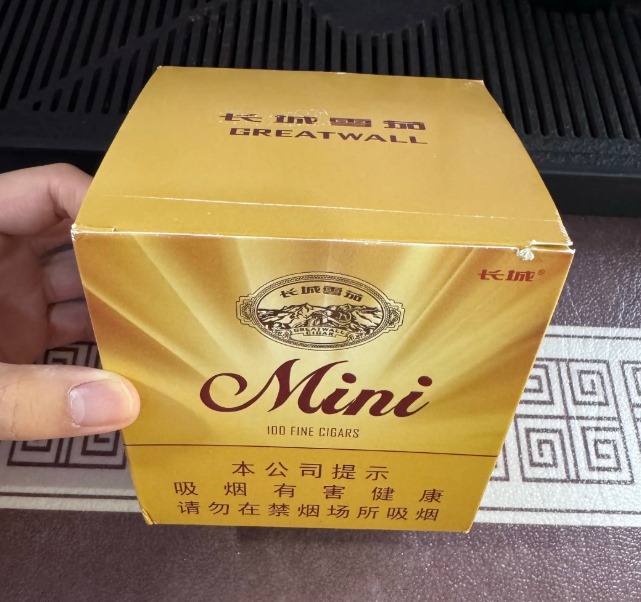 长城雪茄
GREATWALL
长城®
长城雪茄
GREATWALL
CIGAR
Mini
100 FINE CIGARS
本公司提示
吸烟有害健康
请勿在禁烟场所吸烟